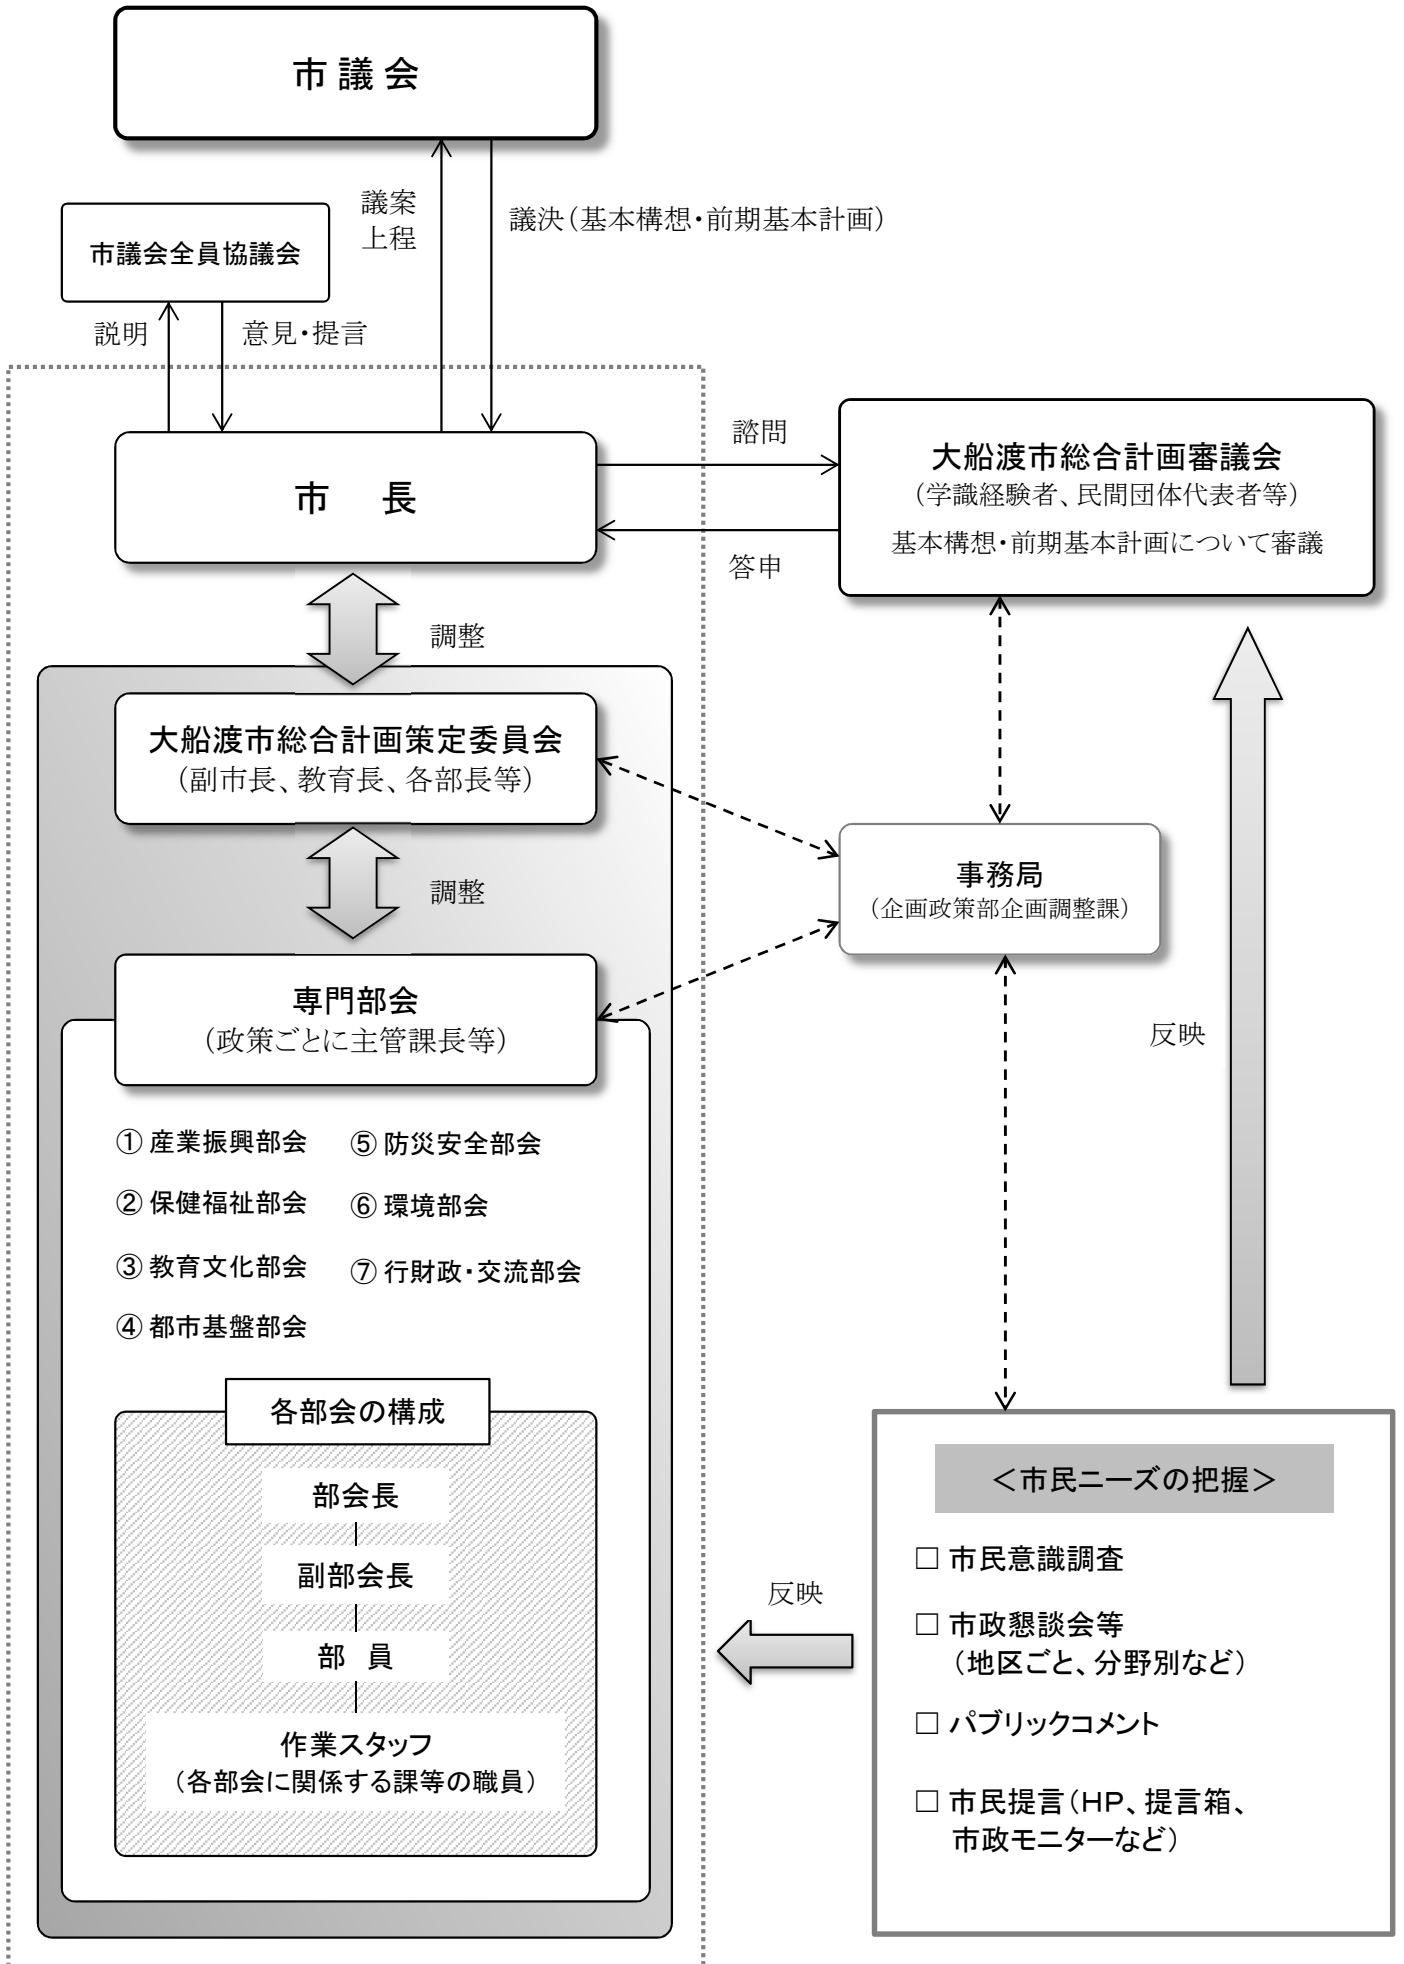 市議会
議案
上程
議決（基本構想・前期基本計画）
市議会全員協議会
説明
意見・提言
市　長
諮問
答申
大船渡市総合計画審議会
（学識経験者、民間団体代表者等）
基本構想・前期基本計画について審議
調整
大船渡市総合計画策定委員会
（副市長、教育長、各部長等）
調整
事務局
（企画政策部企画調整課）
専門部会
（政策ごとに主管課長等）
反映
① 産業振興部会
② 保健福祉部会
③ 教育文化部会
④ 都市基盤部会
⑤ 防災安全部会
⑥ 環境部会
⑦ 行財政・交流部会
各部会の構成
部会長
副部会長
部　員
作業スタッフ
（各部会に関係する課等の職員）
反映
＜市民ニーズの把握＞
□ 市民意識調査
□ 市政懇談会等
（地区ごと、分野別など）
□ パブリックコメント
□ 市民提言（HP、提言箱、
市政モニターなど）